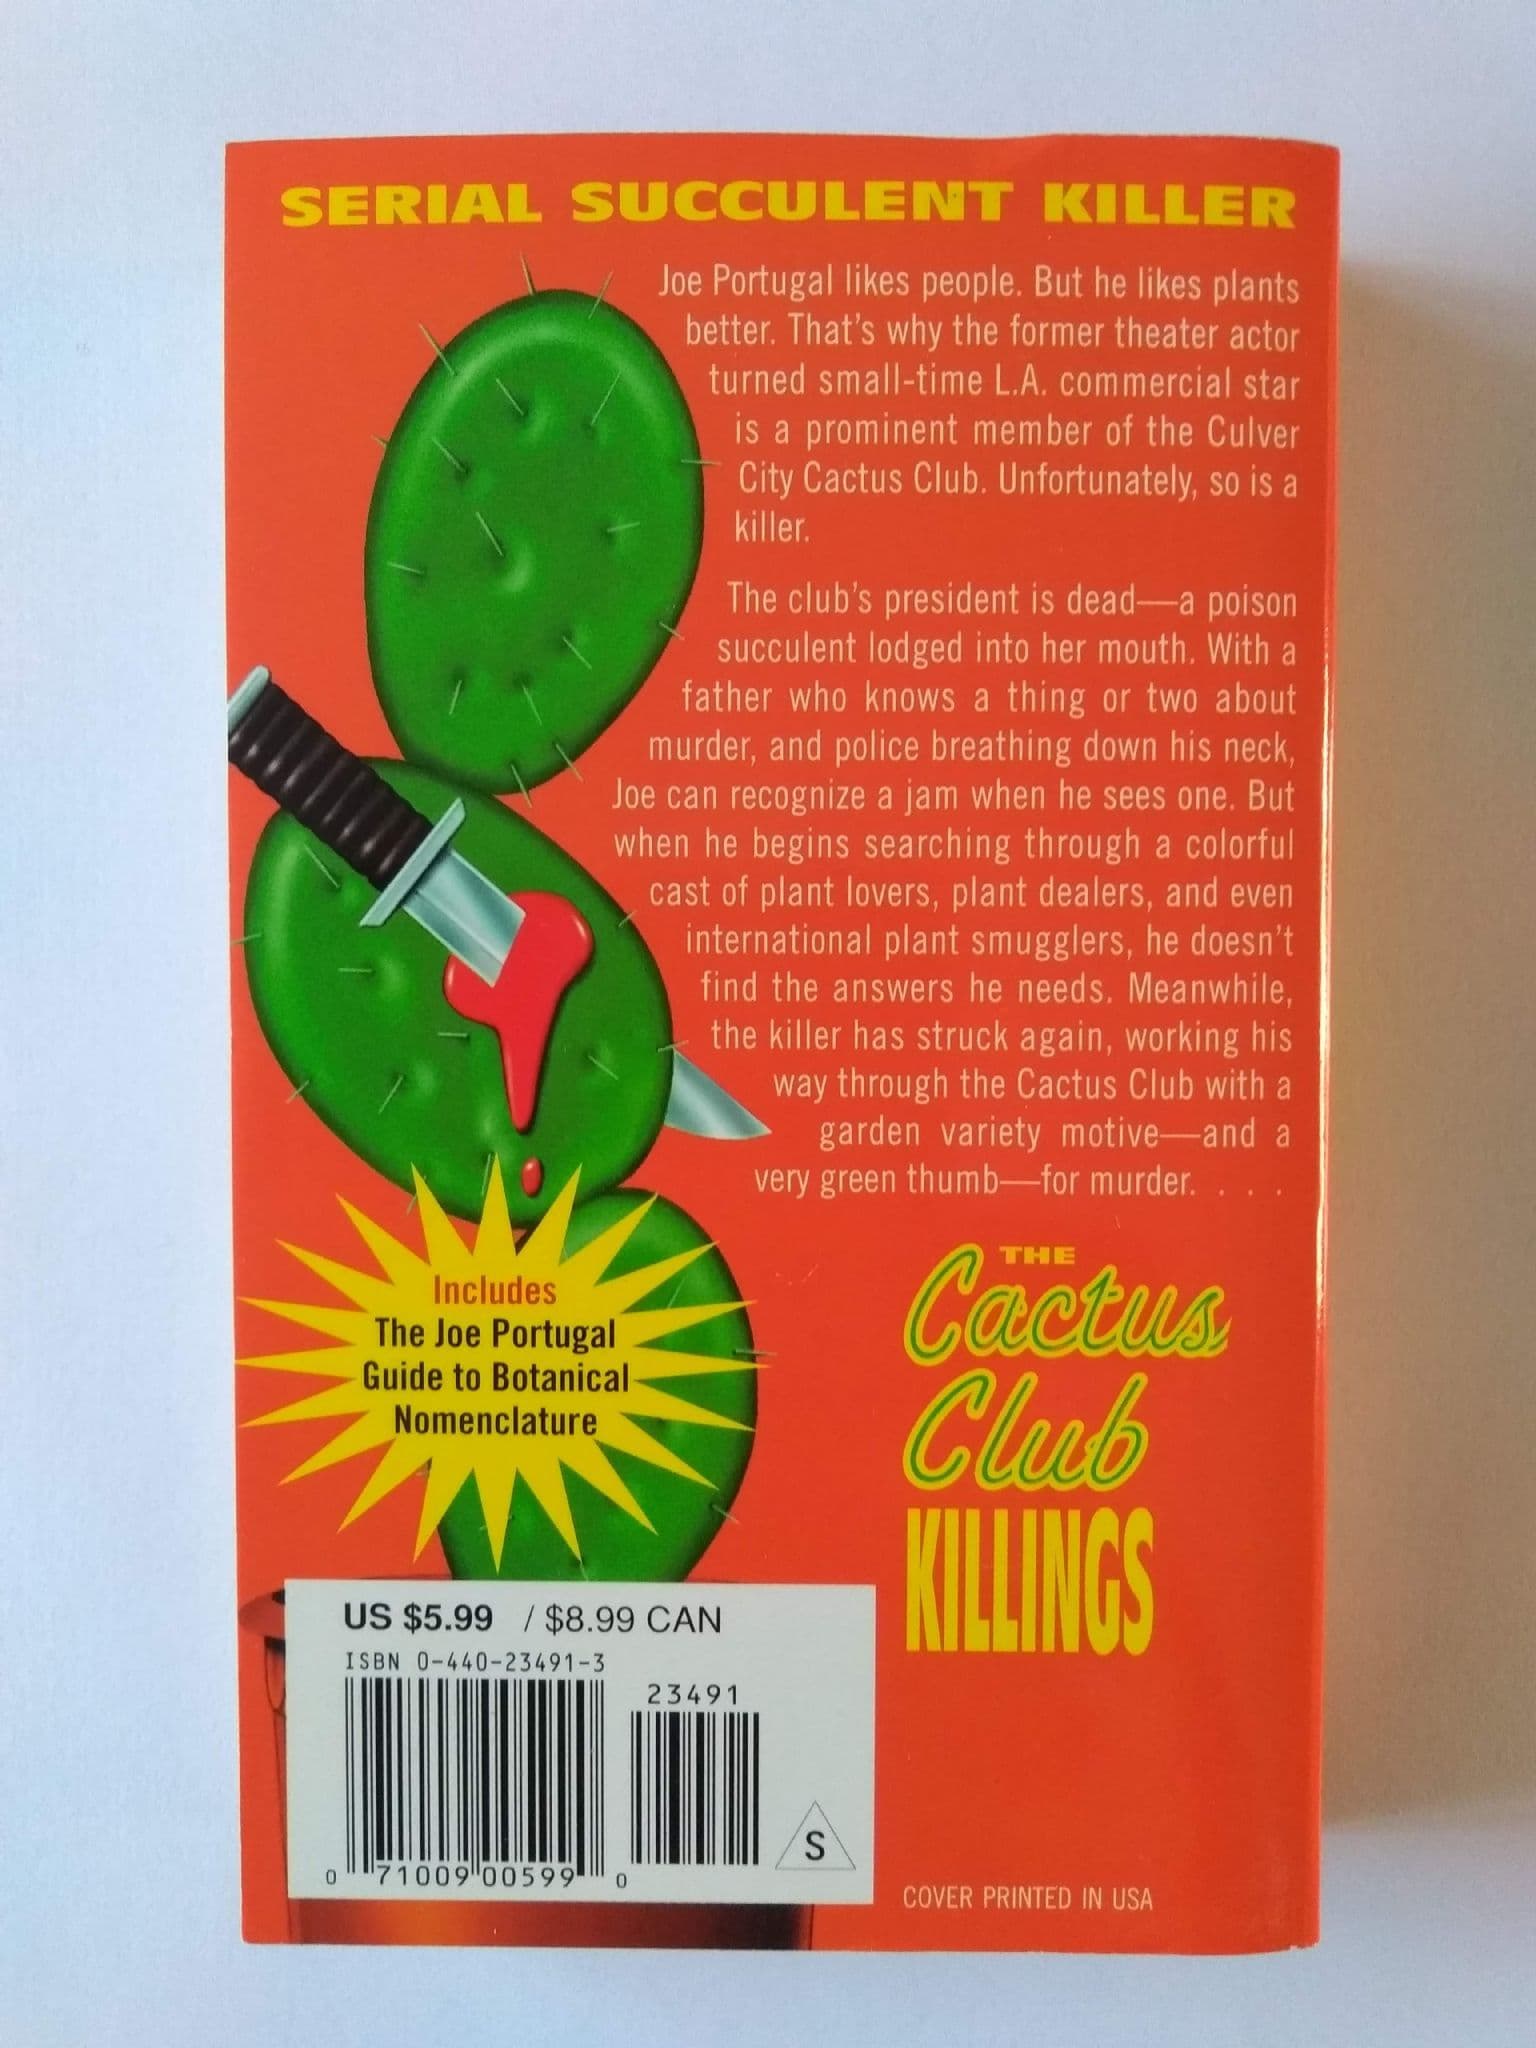 SERIAL SUCCULENT KILLER
Joe Portugal likes people. But he likes plants
better. That's why the former theater actor
turned small-time L.A. commercial star
is a prominent member of the Culver
City Cactus Club. Unfortunately, so is a
killer.
The club's president is dead—a poison
succulent lodged into her mouth. With a
father who knows a thing or two about
murder, and police breathing down his neck,
Joe can recognize a jam when he sees one. But
when he begins searching through a colorful
cast of plant lovers, plant dealers, and even
international plant smugglers, he doesn't
find the answers he needs. Meanwhile,
the killer has struck again, working his
way through the Cactus Club with a
garden variety motive—and a
very green thumb—for murder. . . .
Includes
The Joe Portugal
Guide to Botanical
Nomenclature
THE
Cactus
Club
KILLINGS
US $5.99 / $8.99 CAN
ISBN 0-440-23491-3
23491
0 71009 00599 0
S
COVER PRINTED IN USA